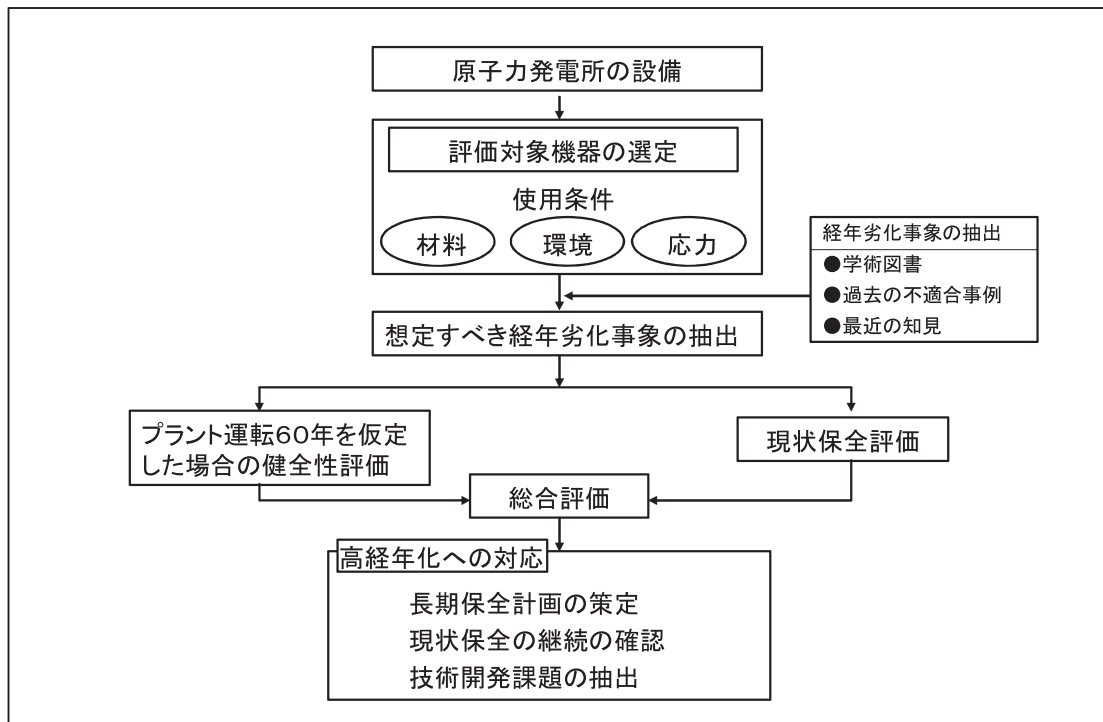 原子力発電所の設備
評価対象機器の選定
使用条件
材料
環境
応力
経年劣化事象の抽出
●学術図書
●過去の不適合事例
●最近の知見
想定すべき経年劣化事象の抽出
プラント運転60年を仮定
した場合の健全性評価
現状保全評価
総合評価
高経年化への対応
長期保全計画の策定
現状保全の継続の確認
技術開発課題の抽出